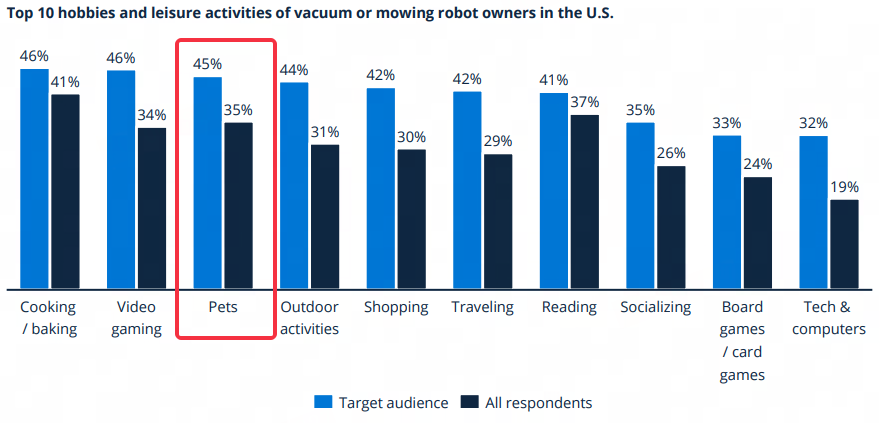 Top 10 hobbies and leisure activities of vacuum or mowing robot owners in the U.S.
46%
41%
46%
34%
45%
35%
44%
31%
42%
30%
42%
29%
41%
37%
35%
26%
33%
24%
32%
19%
Cooking
/ baking
Video
gaming
Pets
Outdoor
activities
Shopping
Traveling
Reading
Socializing
Board
games
/ card
games
Tech &
computers
Target audience
All respondents